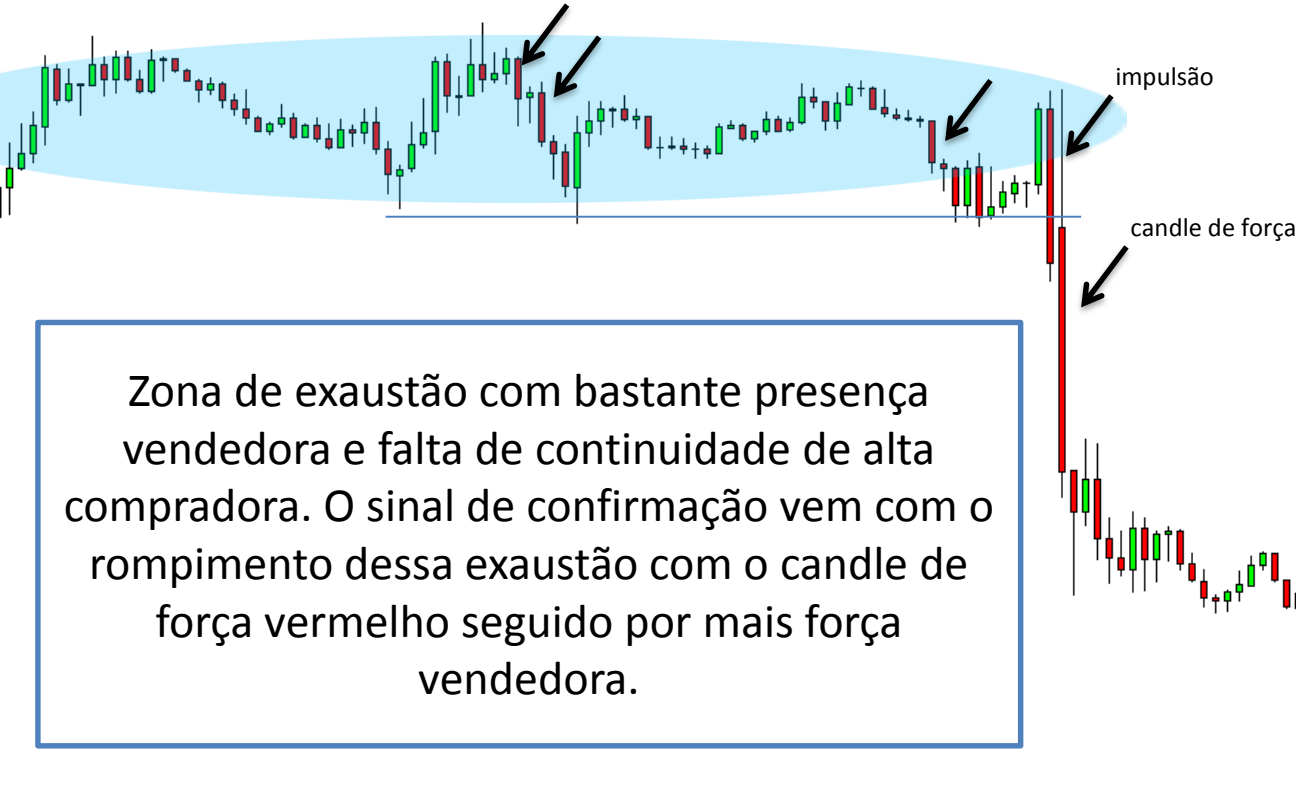 impulsão
candle de força
Zona de exaustão com bastante presença
vendedora e falta de continuidade de alta
compradora. O sinal de confirmação vem com o
rompimento dessa exaustão com o candle de
força vermelho seguido por mais força
vendedora.